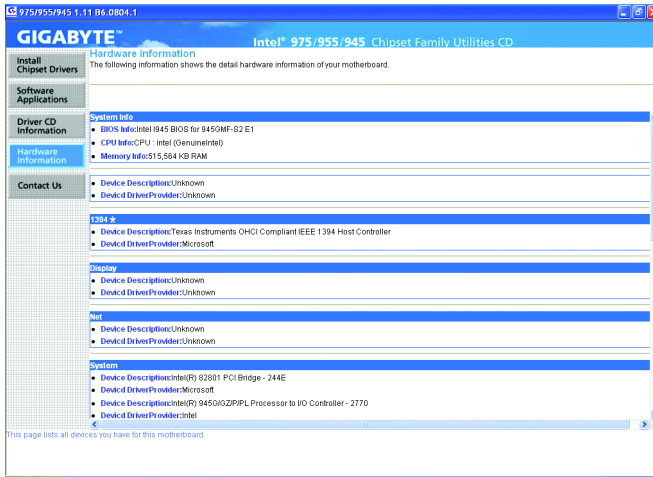 975/955/945 1.11 B6.0804.1
GIGABYTE™
Intel® 975/955/945 Chipset Family Utilities CD
Install
Chipset Drivers
Software
Applications
Driver CD
Information
Hardware
Information
Contact Us
Hardware information
The following information shows the detail hardware information of your motherboard.
System Info
BIOS Info:Intel I945 BIOS for 945GMF-S2 E1
CPU Info:CPU : intel (GenuineIntel)
Memory Info:515,564 KB RAM
Device Description:Unknown
Devicd DriverProvider:Unknown
1394 *
Device Description:Texas Instruments OHCI Compliant IEEE 1394 Host Controller
Devicd DriverProvider:Microsoft
Display
Device Description:Unknown
Devicd DriverProvider:Unknown
Net
Device Description:Unknown
Devicd DriverProvider:Unknown
System
Device Description:Intel(R) 82801 PCI Bridge - 244E
Devicd DriverProvider:Microsoft
Device Description:Intel(R) 945G/GZ/P/PL Processor to I/O Controller - 2770
Devicd DriverProvider:Intel
This page lists all devices you have for this motherboard.